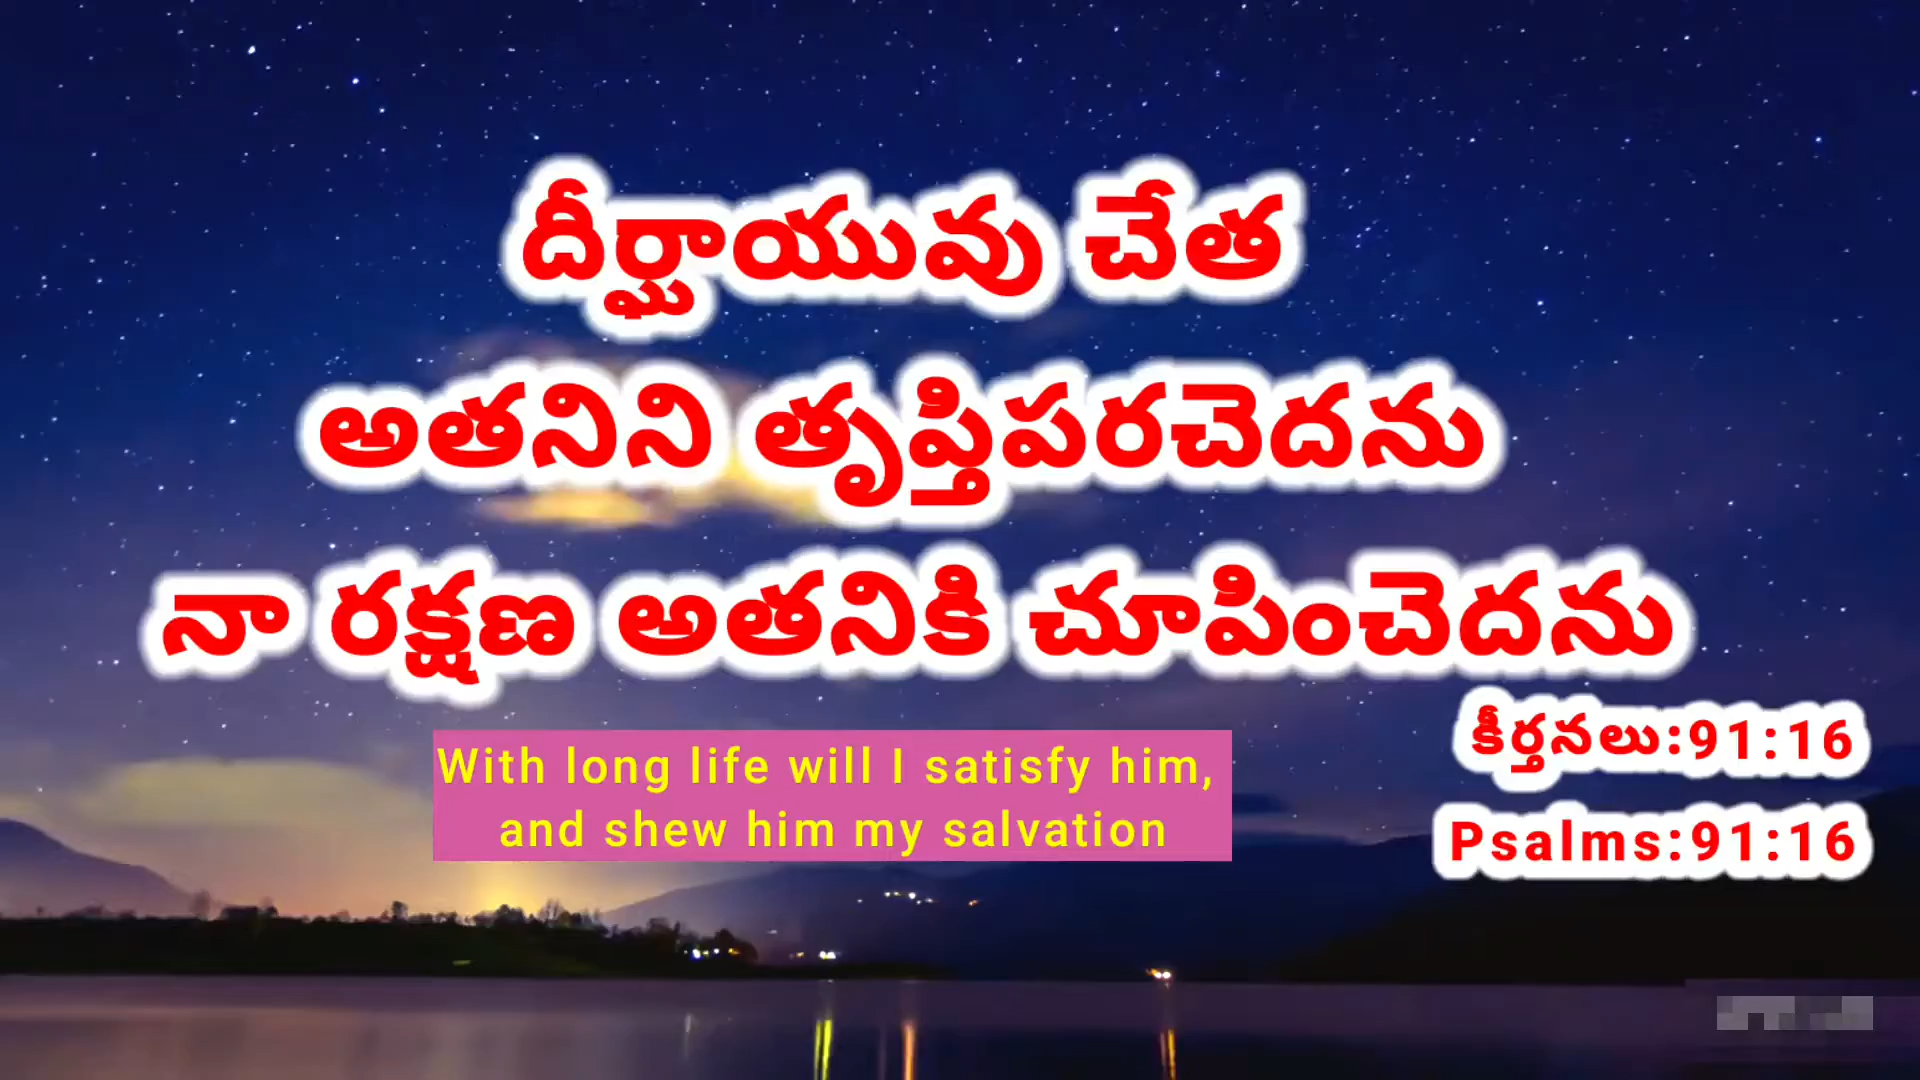 దీర్ఘాయువు చేత
అతనిని తృప్తిపరచెదను
నా రక్షణ అతనికి చూపించెదను
కీర్తనలు:91:16
With long life will I satisfy him,
and shew him my salvation
Psalms:91:16